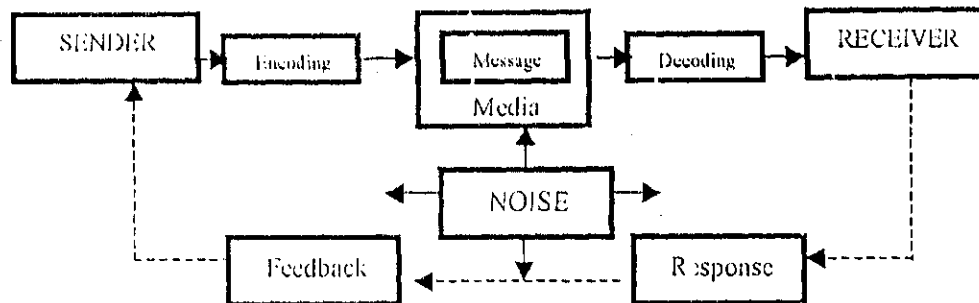 SENDER
Encoding
Message
Media
Decoding
RECEIVER
NOISE
Feedback
Response